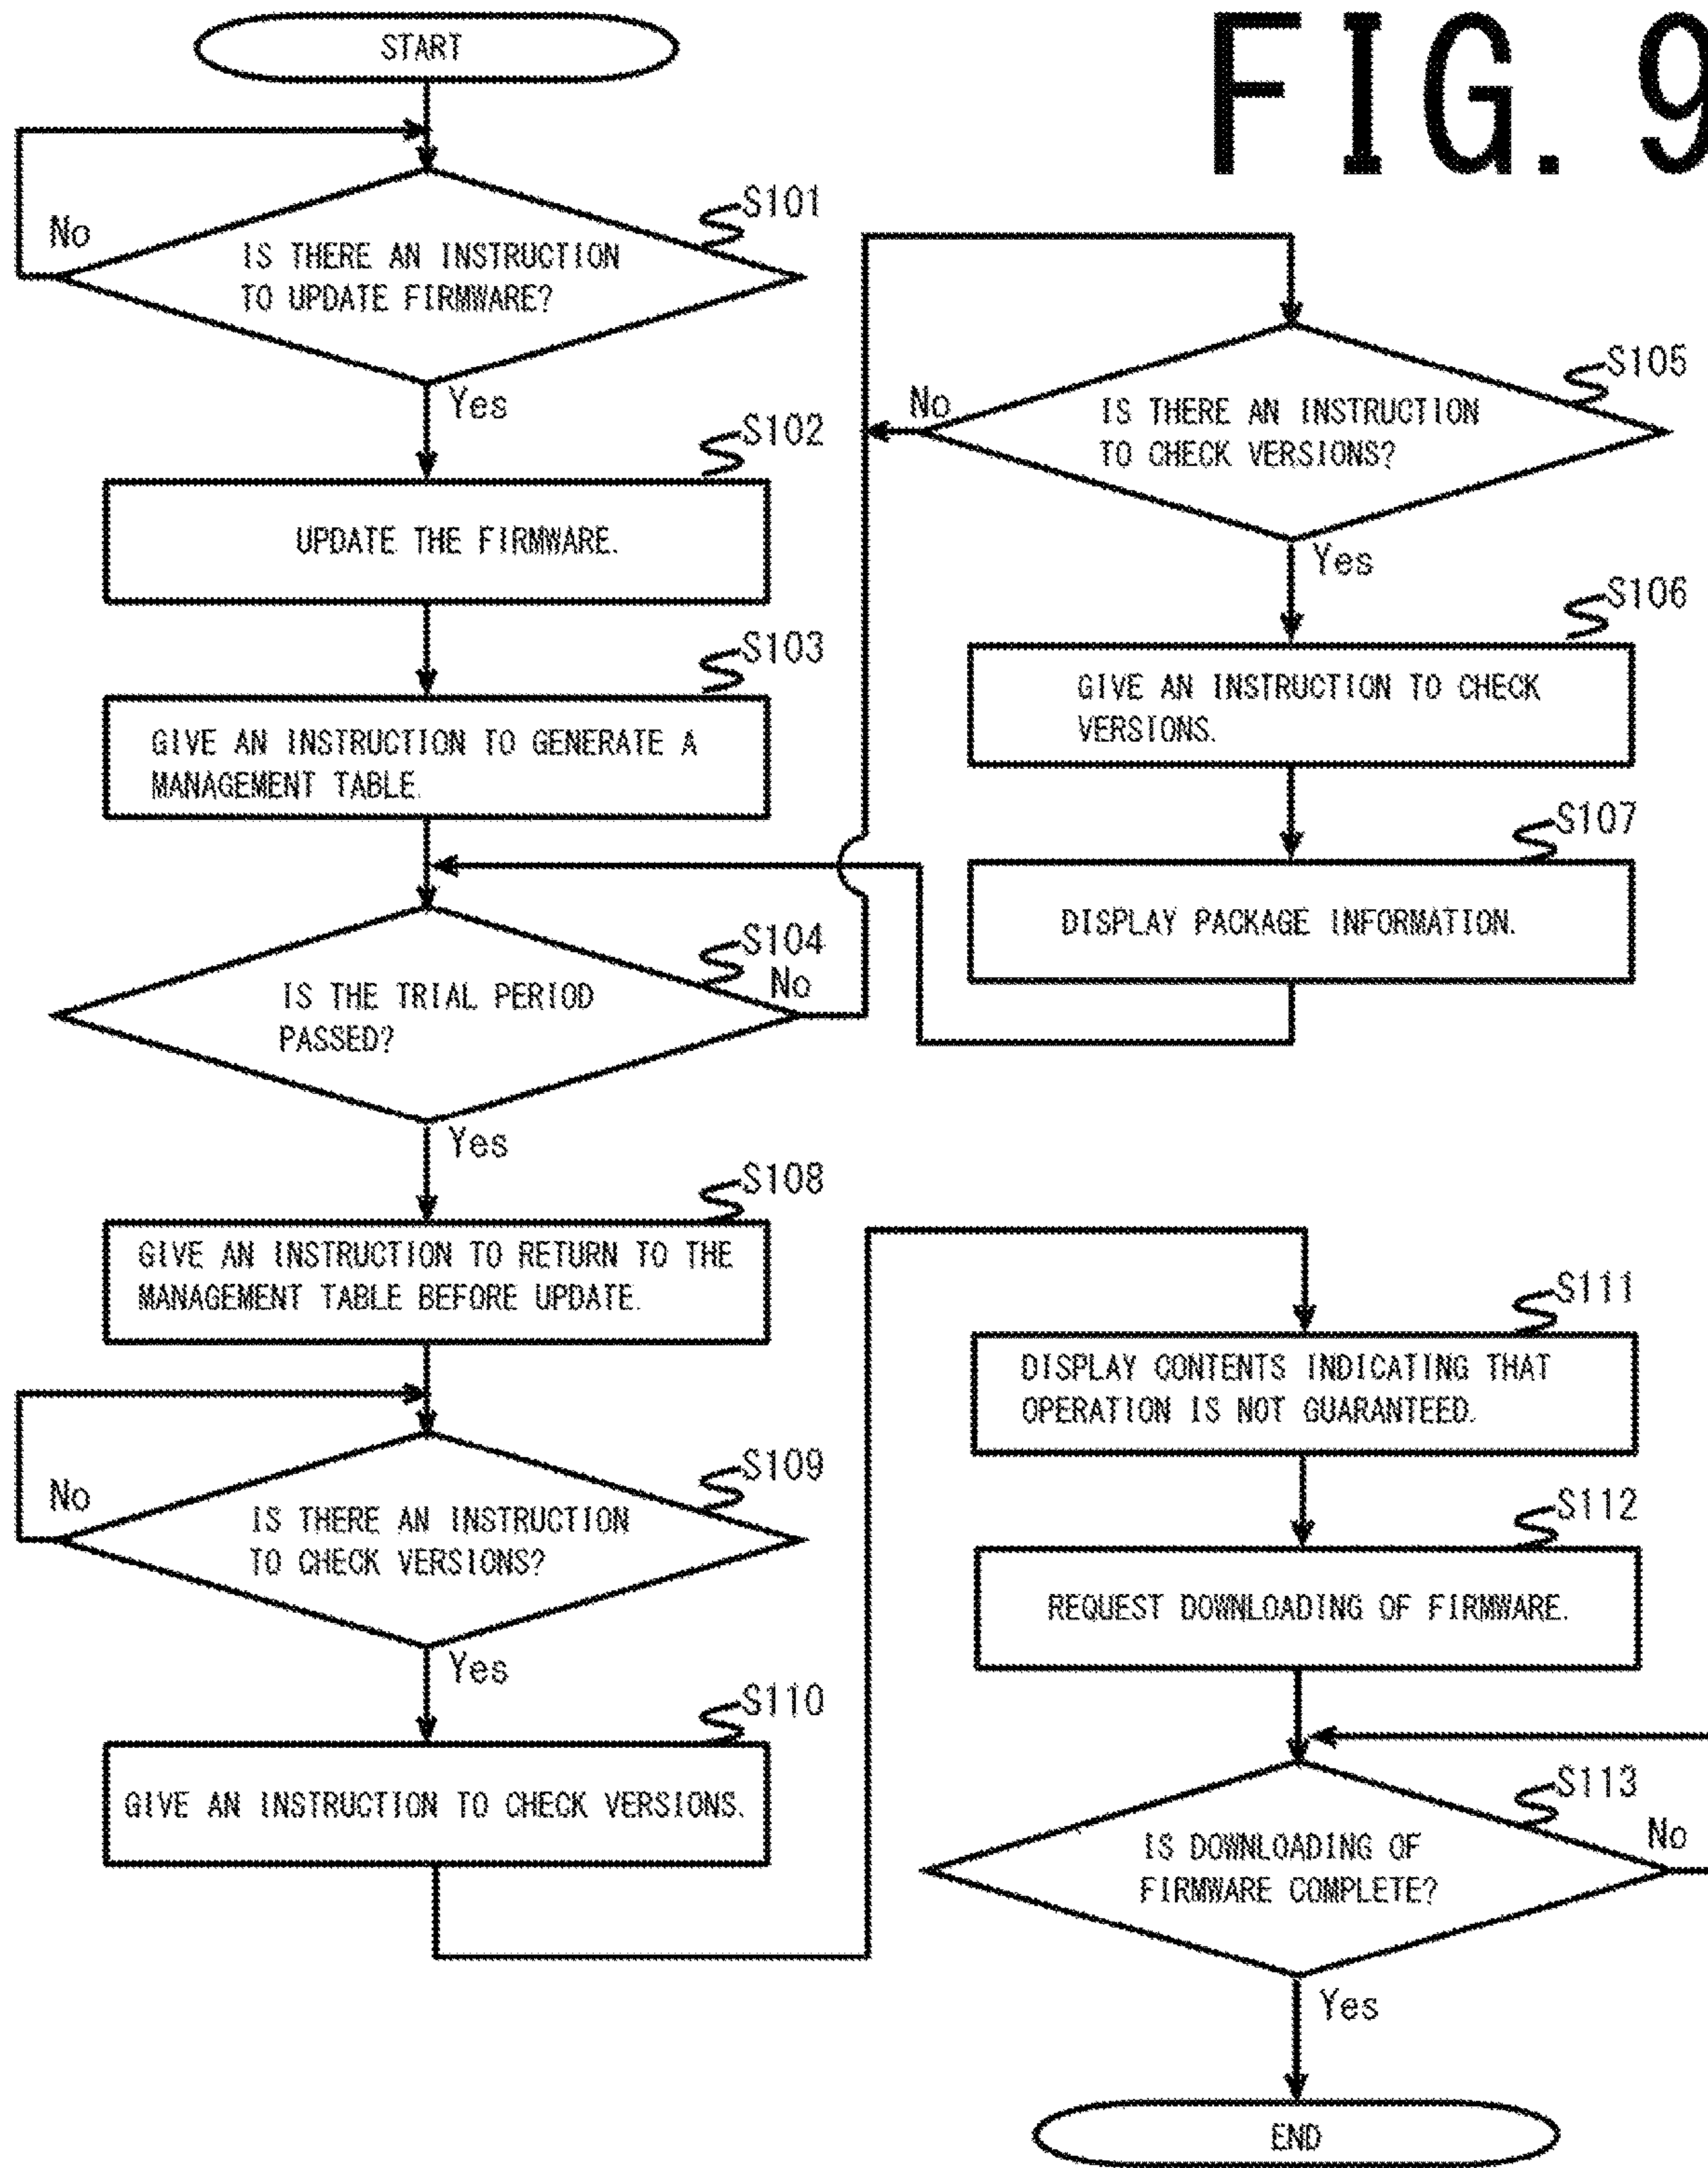 FIG. 9
START
S101
No
IS THERE AN INSTRUCTION
TO UPDATE FIRMWARE?
Yes
S102
UPDATE THE FIRMWARE.
S103
GIVE AN INSTRUCTION TO GENERATE A
MANAGEMENT TABLE.
S104
No
IS THE TRIAL PERIOD
PASSED?
Yes
S105
No
IS THERE AN INSTRUCTION
TO CHECK VERSIONS?
Yes
S106
GIVE AN INSTRUCTION TO CHECK
VERSIONS.
S107
DISPLAY PACKAGE INFORMATION.
S108
GIVE AN INSTRUCTION TO RETURN TO THE
MANAGEMENT TABLE BEFORE UPDATE.
S109
No
IS THERE AN INSTRUCTION
TO CHECK VERSIONS?
Yes
S110
GIVE AN INSTRUCTION TO CHECK VERSIONS.
S111
DISPLAY CONTENTS INDICATING THAT
OPERATION IS NOT GUARANTEED.
S112
REQUEST DOWNLOADING OF FIRMWARE.
S113
No
IS DOWNLOADING OF
FIRMWARE COMPLETE?
Yes
END